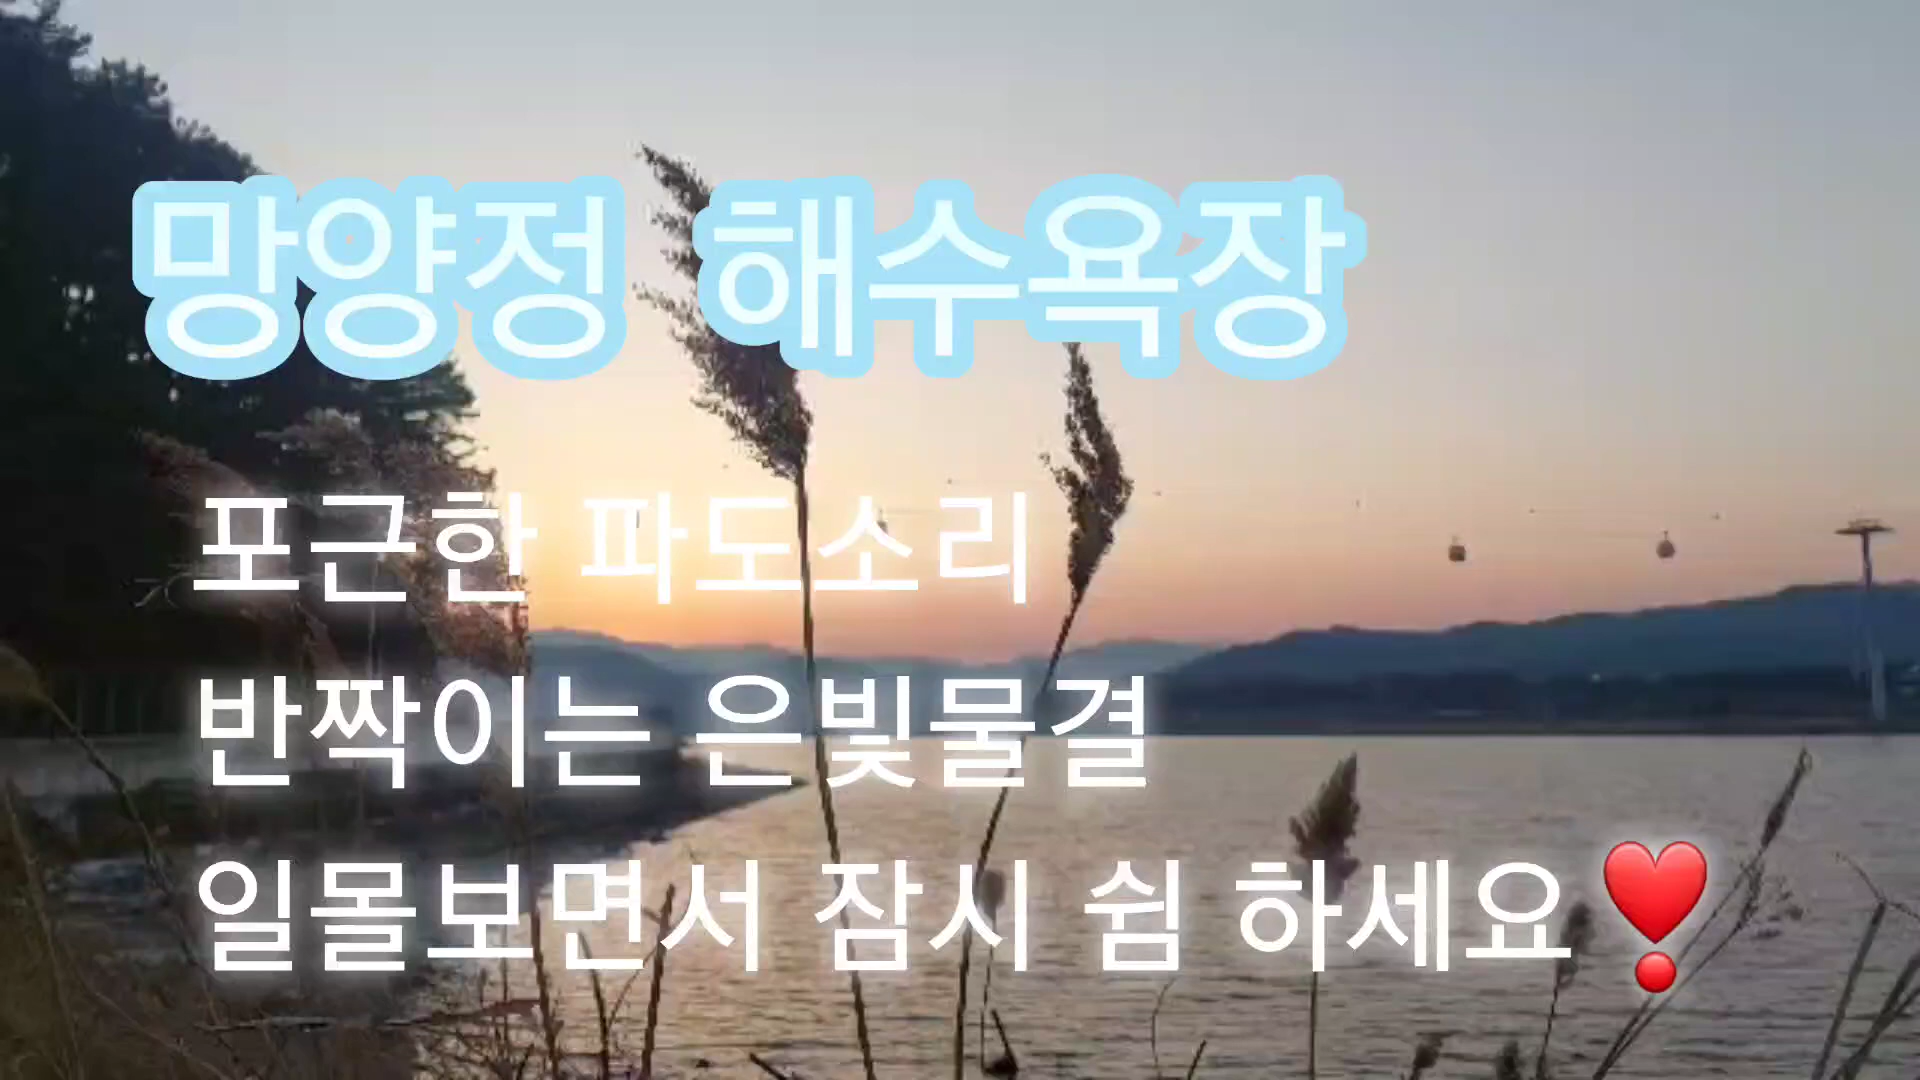 망양정 해수욕장
포근한 파도소리
반짝이는 은빛물결
일몰보면서 잠시 쉼 하세요❣️